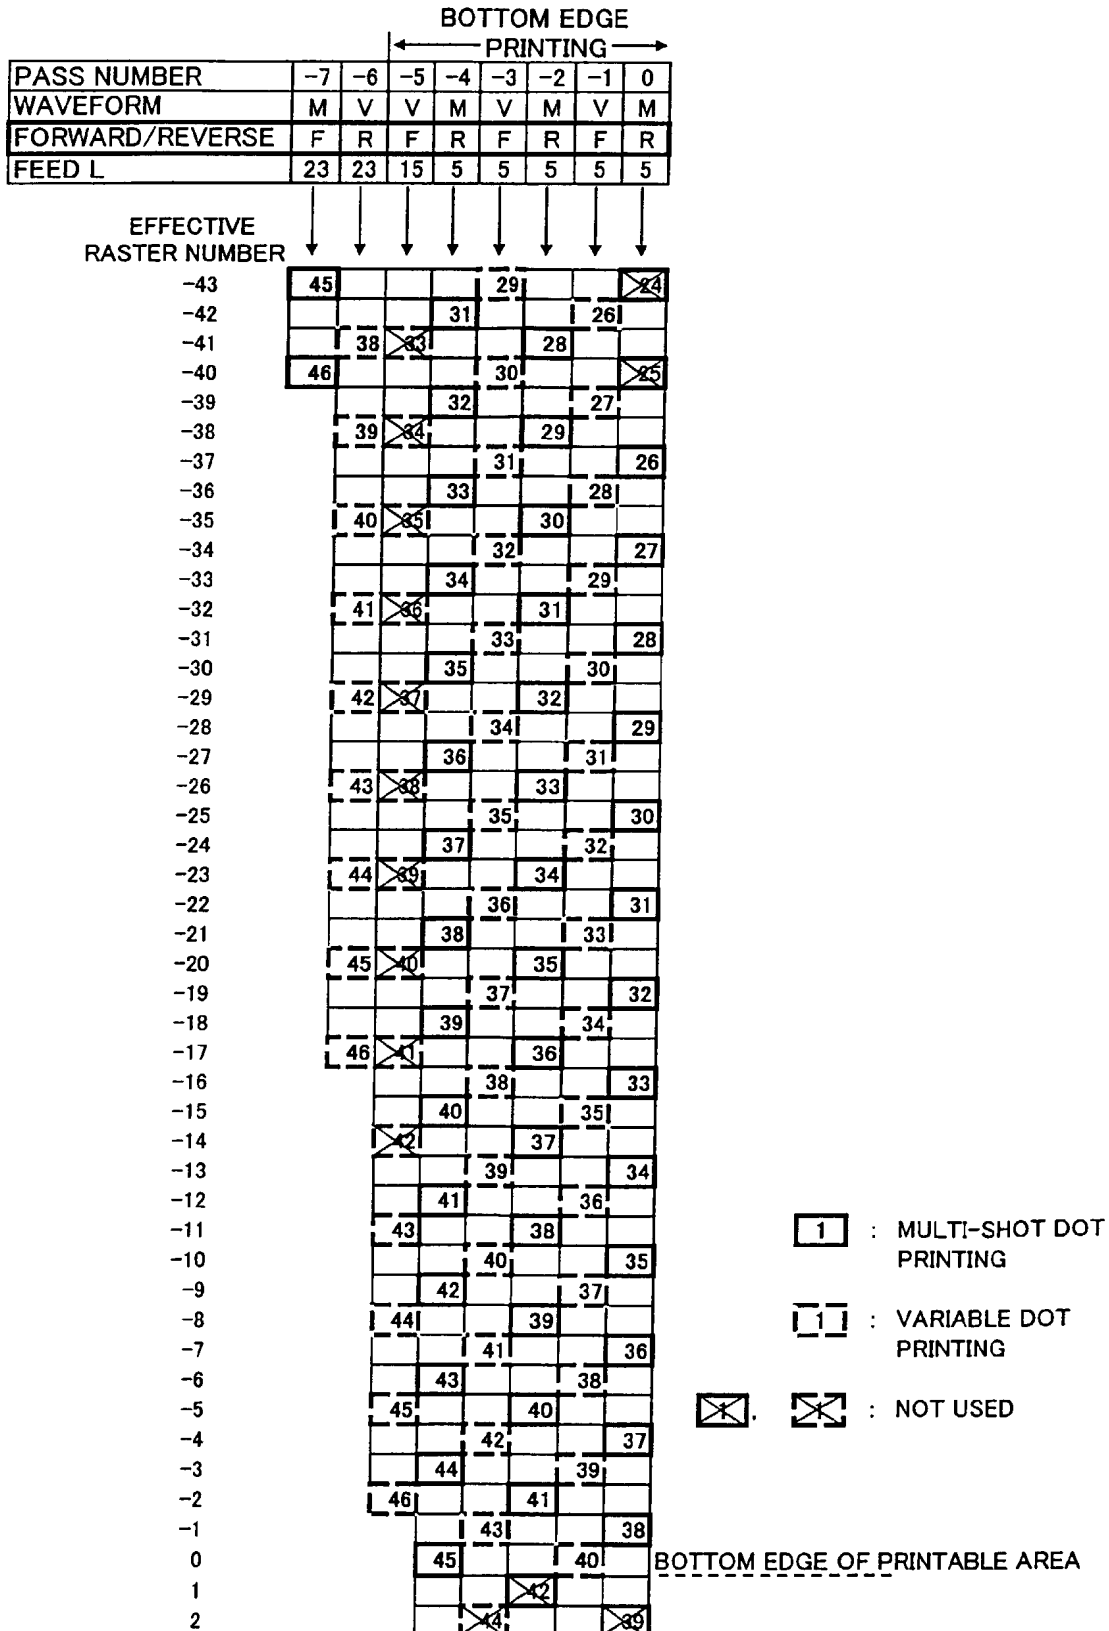 BOTTOM EDGE
PRINTING
PASS NUMBER -7 -6 -5 -4 -3 -2 -1 0
WAVEFORM M V V M V M V M
FORWARD/REVERSE F R F R F R F R
FEED L 23 23 15 5 5 5 5 5
EFFECTIVE
RASTER NUMBER
-43 45 29 24
-42 31 26
-41 38 33 28
-40 46 30 25
-39 32 27
-38 39 34 29
-37 31 26
-36 33 28
-35 40 35 30
-34 32 27
-33 34 29
-32 41 36 31
-31 33 28
-30 35 30
-29 42 37 32
-28 34 29
-27 36 31
-26 43 38 33
-25 35 30
-24 37 32
-23 44 39 34
-22 36 31
-21 38 33
-20 45 40 35
-19 37 32
-18 39 34
-17 46 41 36
-16 38 33
-15 40 35
-14 42 37
-13 39 34
-12 41 36
-11 43 38
-10 40 35
-9 42 37
-8 44 39
-7 41 36
-6 43 38
-5 45 40
-4 42 37
-3 44 39
-2 46 41
-1 43 38
0 45 40 BOTTOM EDGE OF PRINTABLE AREA
1 42
2 44 39
1 : MULTI-SHOT DOT
PRINTING
1 : VARIABLE DOT
PRINTING
1, 1 : NOT USED